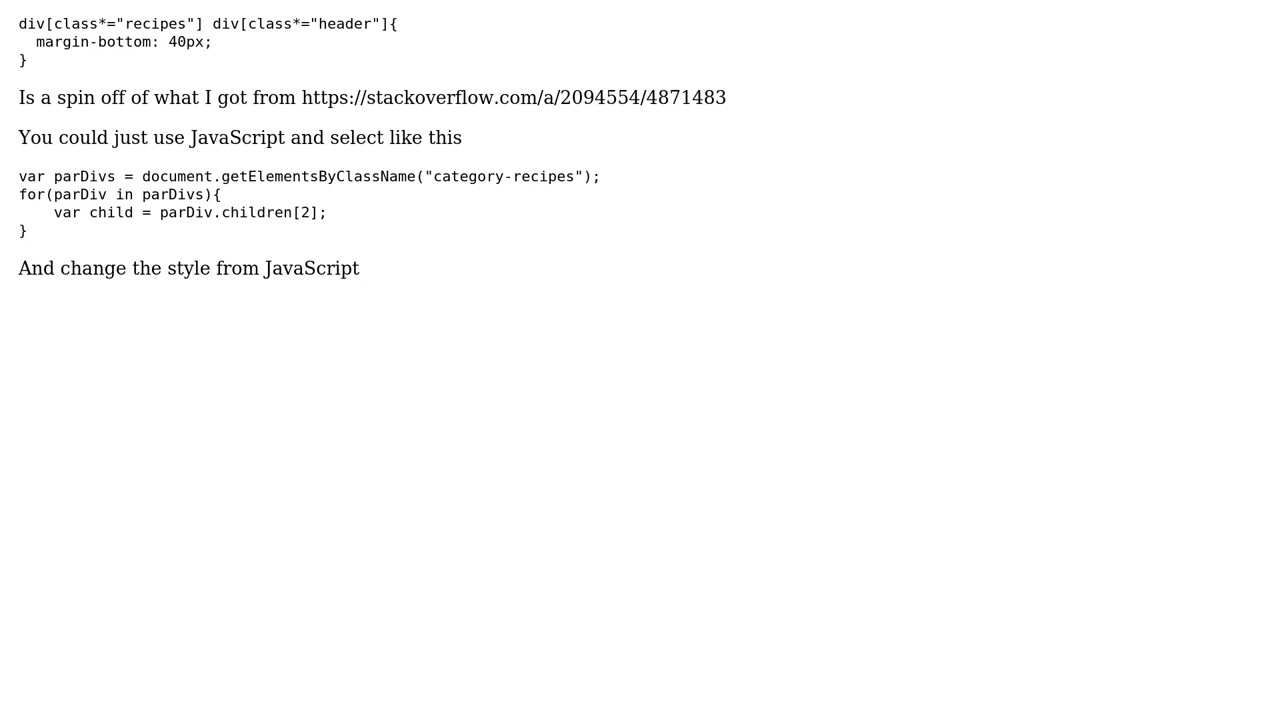 div[class*="recipes"] div[class*="header"]{
  margin-bottom: 40px;
}
Is a spin off of what I got from https://stackoverflow.com/a/2094554/4871483
You could just use JavaScript and select like this
var parDivs = document.getElementsByClassName("category-recipes");
for(parDiv in parDivs){
    var child = parDiv.children[2];
}
And change the style from JavaScript